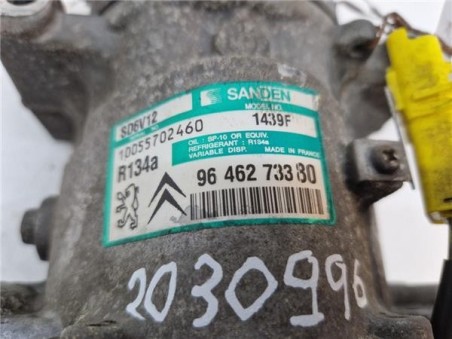 SANDEN
SD6V12
MODEL NO.
1439F
10055702460
OIL : SP-10 OR EQUIV.
REFRIGERANT : R134a
VARIABLE DISP. MADE IN FRANCE
R134a
96 462 733 80
2030996